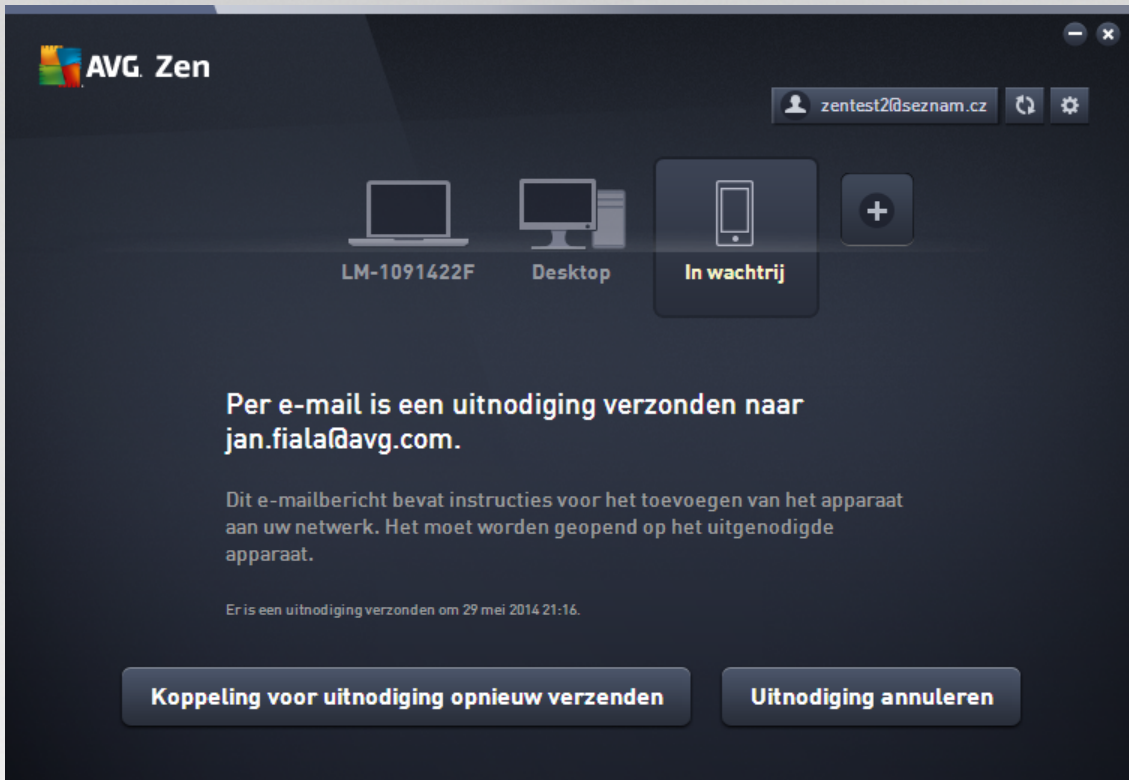 AVG. Zen
zentest2@seznam.cz
LM-1091422F
Desktop
In wachtrij
Per e-mail is een uitnodiging verzonden naar
jan.fiala@avg.com.
Dit e-mailbericht bevat instructies voor het toevoegen van het apparaat
aan uw netwerk. Het moet worden geopend op het uitgenodigde
apparaat.
Er is een uitnodiging verzonden om 29 mei 2014 21:16.
Koppeling voor uitnodiging opnieuw verzenden
Uitnodiging annuleren